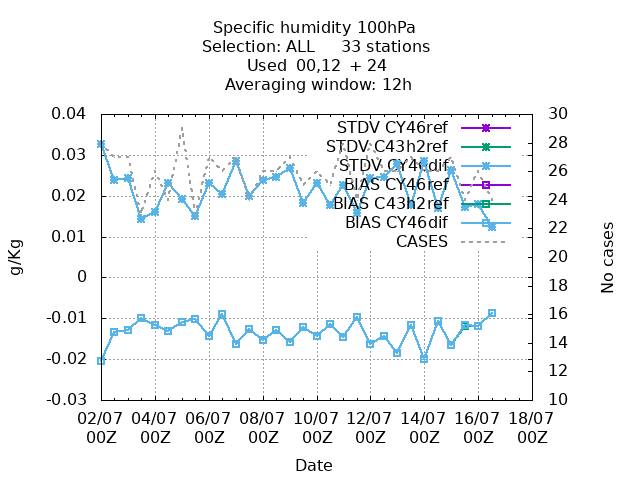 Specific humidity 100hPa
Selection: ALL 33 stations
Used 00,12 + 24
Averaging window: 12h
0.04
0.03
0.02
0.01
0
-0.01
-0.02
-0.03
g/Kg
30
28
26
24
22
20
18
16
14
12
10
No cases
STDV CY46ref
STDV C43h2ref
STDV CY46dif
BIAS CY46ref
BIAS C43h2ref
BIAS CY46dif
CASES
02/07 04/07 06/07 08/07 10/07 12/07 14/07 16/07 18/07
00Z 00Z 00Z 00Z 00Z 00Z 00Z 00Z 00Z
Date